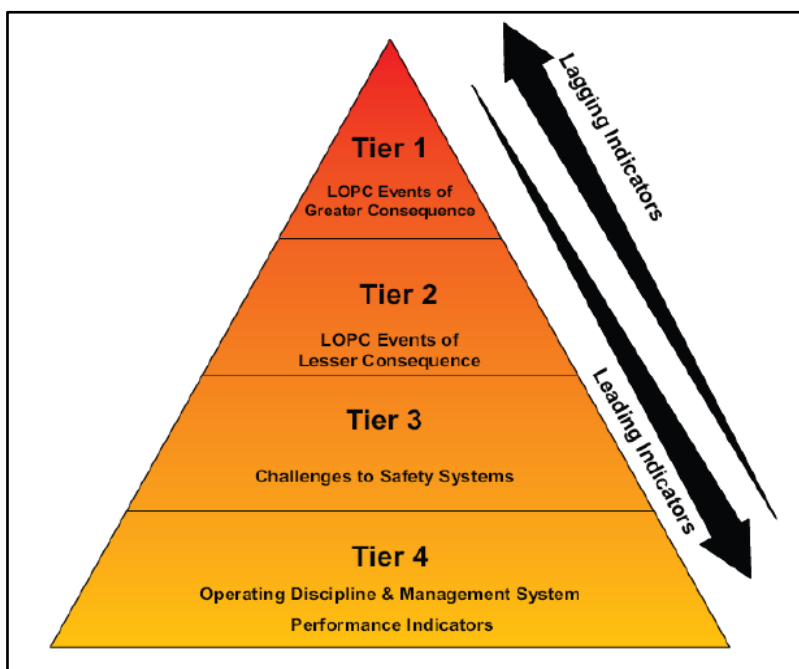 Tier 1
LOPC Events of
Greater Consequence
Tier 2
LOPC Events of
Lesser Consequence
Tier 3
Challenges to Safety Systems
Tier 4
Operating Discipline & Management System
Performance Indicators
Lagging Indicators
Leading Indicators